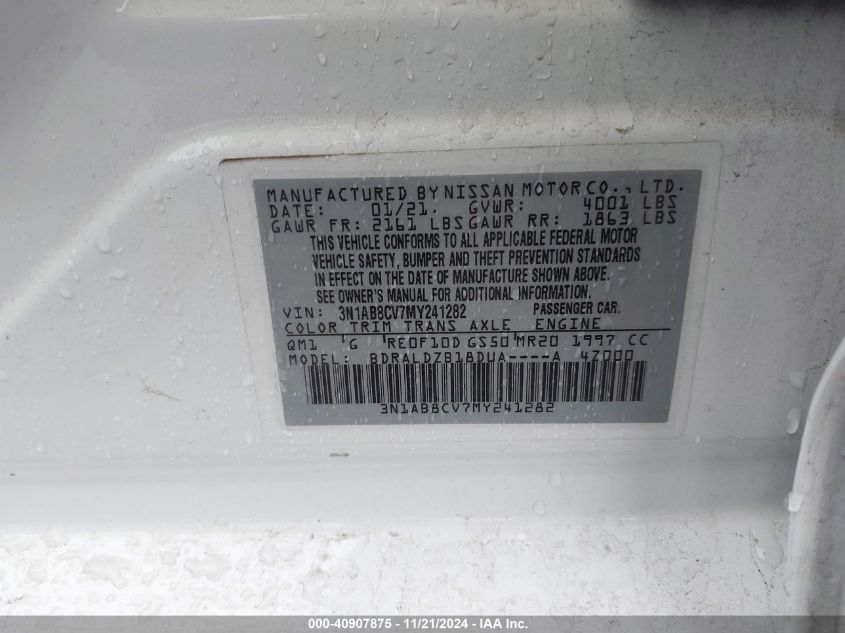 MANUFACTURED BY NISSAN MOTOR CO., LTD.
DATE: 01/21. GVWR: 4001 LBS
GAWR FR: 2161 LBS GAWR RR: 1863 LBS
THIS VEHICLE CONFORMS TO ALL APPLICABLE FEDERAL MOTOR
VEHICLE SAFETY, BUMPER AND THEFT PREVENTION STANDARDS
IN EFFECT ON THE DATE OF MANUFACTURE SHOWN ABOVE.
SEE OWNER'S MANUAL FOR ADDITIONAL INFORMATION.
VIN: 3N1AB8CV7MY241282 PASSENGER CAR.
COLOR TRIM TRANS AXLE ENGINE
QM1 G RE0F10D GS50 MR20 1997 CC
MODEL: BDRALDZB18DUA----A 4Z000
3N1AB8CV7MY241282
000-40907875 - 11/21/2024 - IAA Inc.